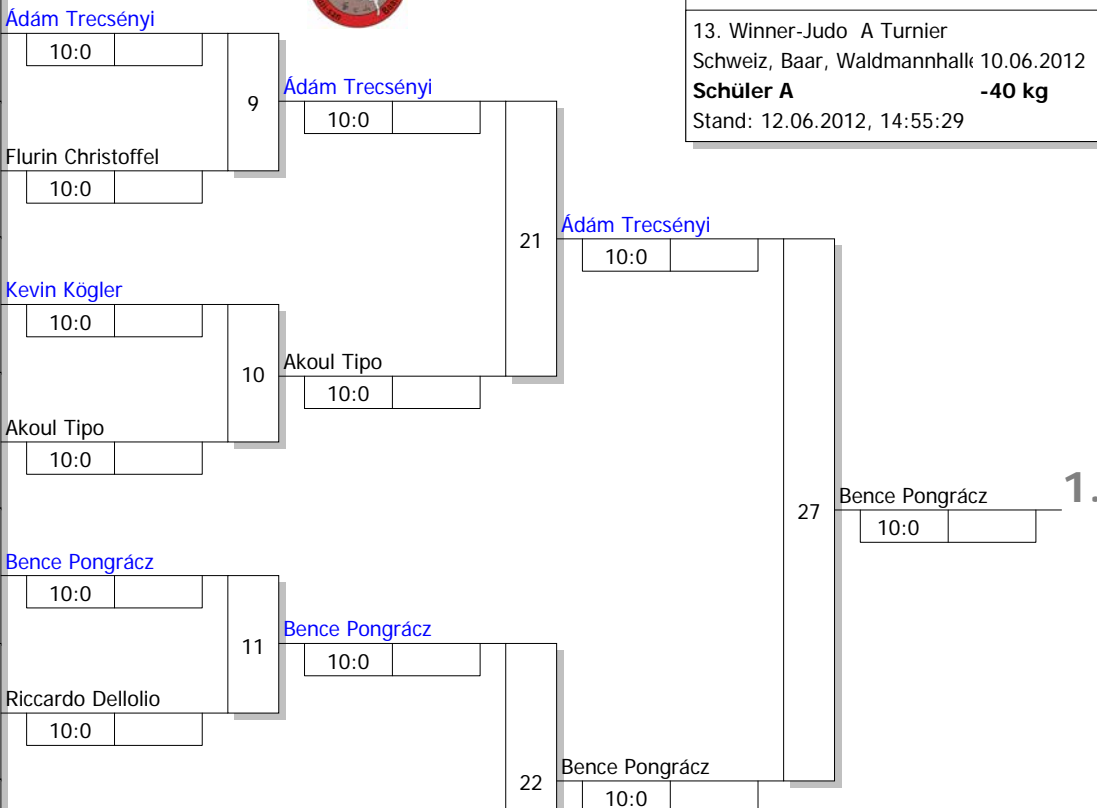 13. Winner-Judo A Turnier
Schweiz, Baar, Waldmannhalle 10.06.2012
Schüler A -40 kg
Stand: 12.06.2012, 14:55:29
Ádám Trecsényi
10:0
9
Flurin Christoffel
10:0
Kevin Kögler
10:0
10
Akoul Tipo
10:0
Bence Pongrácz
10:0
11
Riccardo Dellolio
10:0
Ádám Trecsényi
10:0
21
Akoul Tipo
10:0
Bence Pongrácz
10:0
22
Ádám Trecsényi
10:0
27
Bence Pongrácz
10:0
Bence Pongrácz 1.
10:0